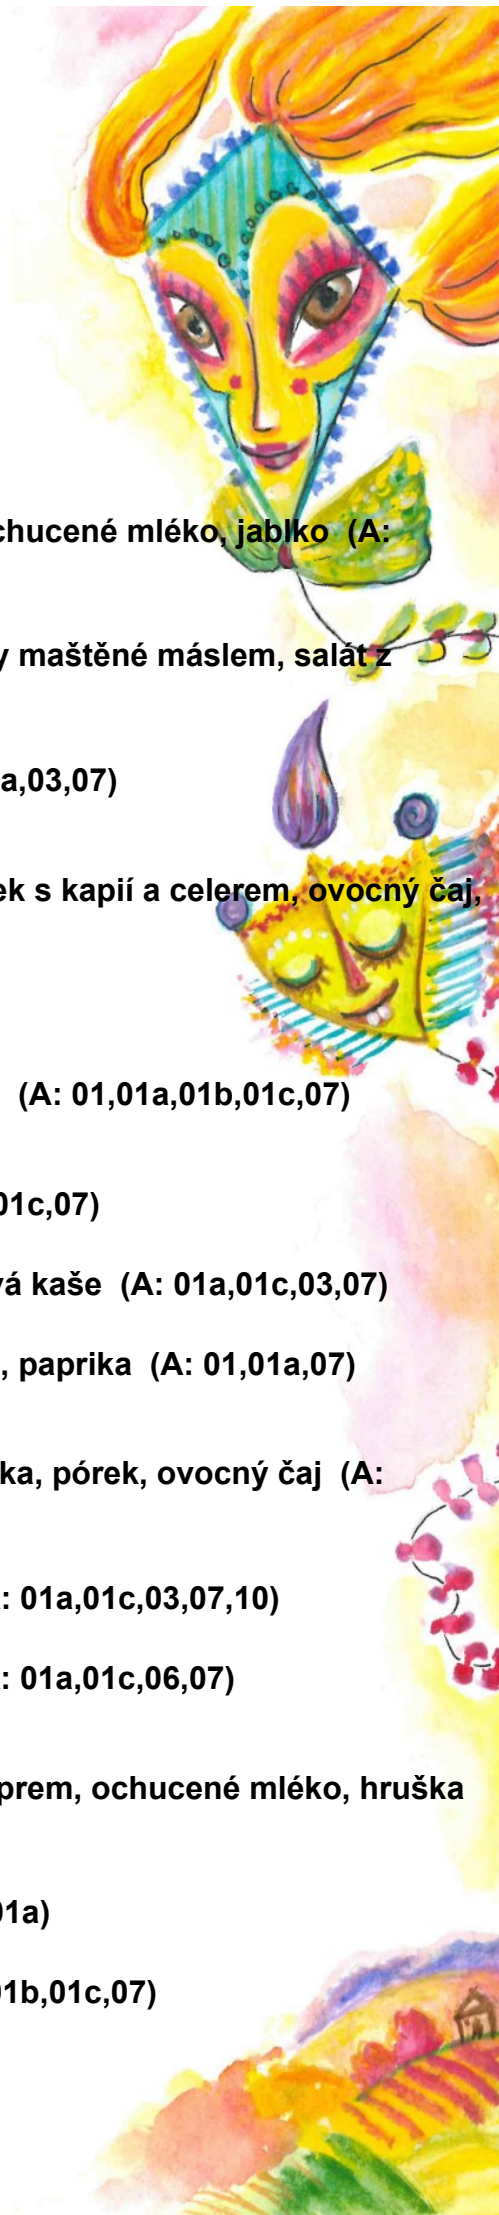 chucené mléko, jablko (A:
y maštěné máslem, salát z
a,03,07)
ek s kapií a celerem, ovocný čaj,
(A: 01,01a,01b,01c,07)
01c,07)
vá kaše (A: 01a,01c,03,07)
, paprika (A: 01,01a,07)
ka, pórek, ovocný čaj (A:
: 01a,01c,03,07,10)
: 01a,01c,06,07)
oprem, ochucené mléko, hruška
01a)
01b,01c,07)